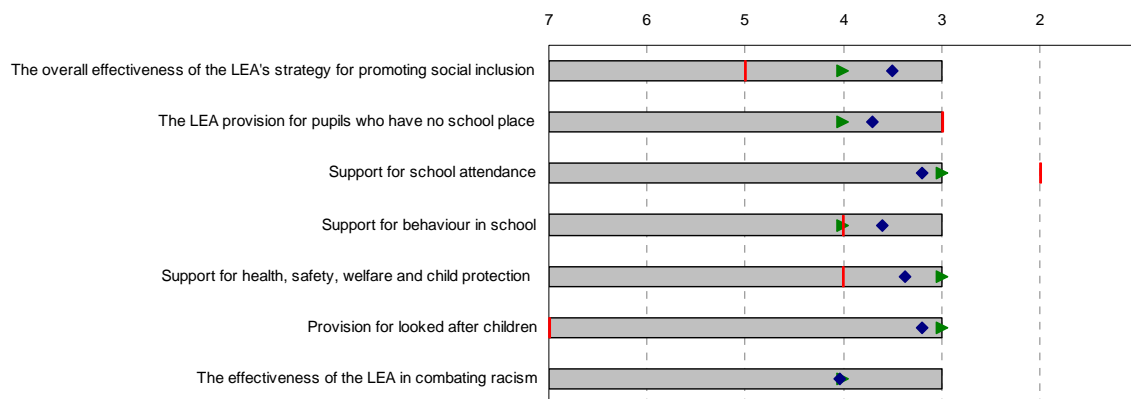 7 6 5 4 3 2
The overall effectiveness of the LEA's strategy for promoting social inclusion
The LEA provision for pupils who have no school place
Support for school attendance
Support for behaviour in school
Support for health, safety, welfare and child protection
Provision for looked after children
The effectiveness of the LEA in combating racism